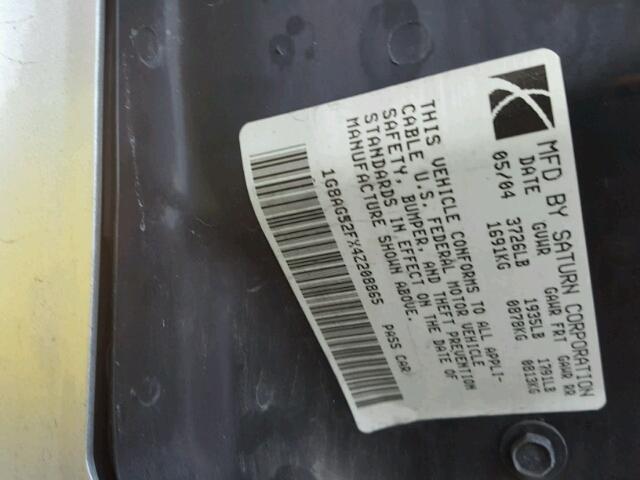 MFD BY SATURN CORPORATION
DATE GVWR GAWR FRT GAWR RR
05/04 3726LB 1935LB 1791LB
1691KG 0878KG 0813KG
THIS VEHICLE CONFORMS TO ALL APPLI-
CABLE U.S. FEDERAL MOTOR VEHICLE
SAFETY, BUMPER, AND THEFT PREVENTION
STANDARDS IN EFFECT ON THE DATE OF
MANUFACTURE SHOWN ABOVE.
1G8AG52FX4Z208865 PASS CAR